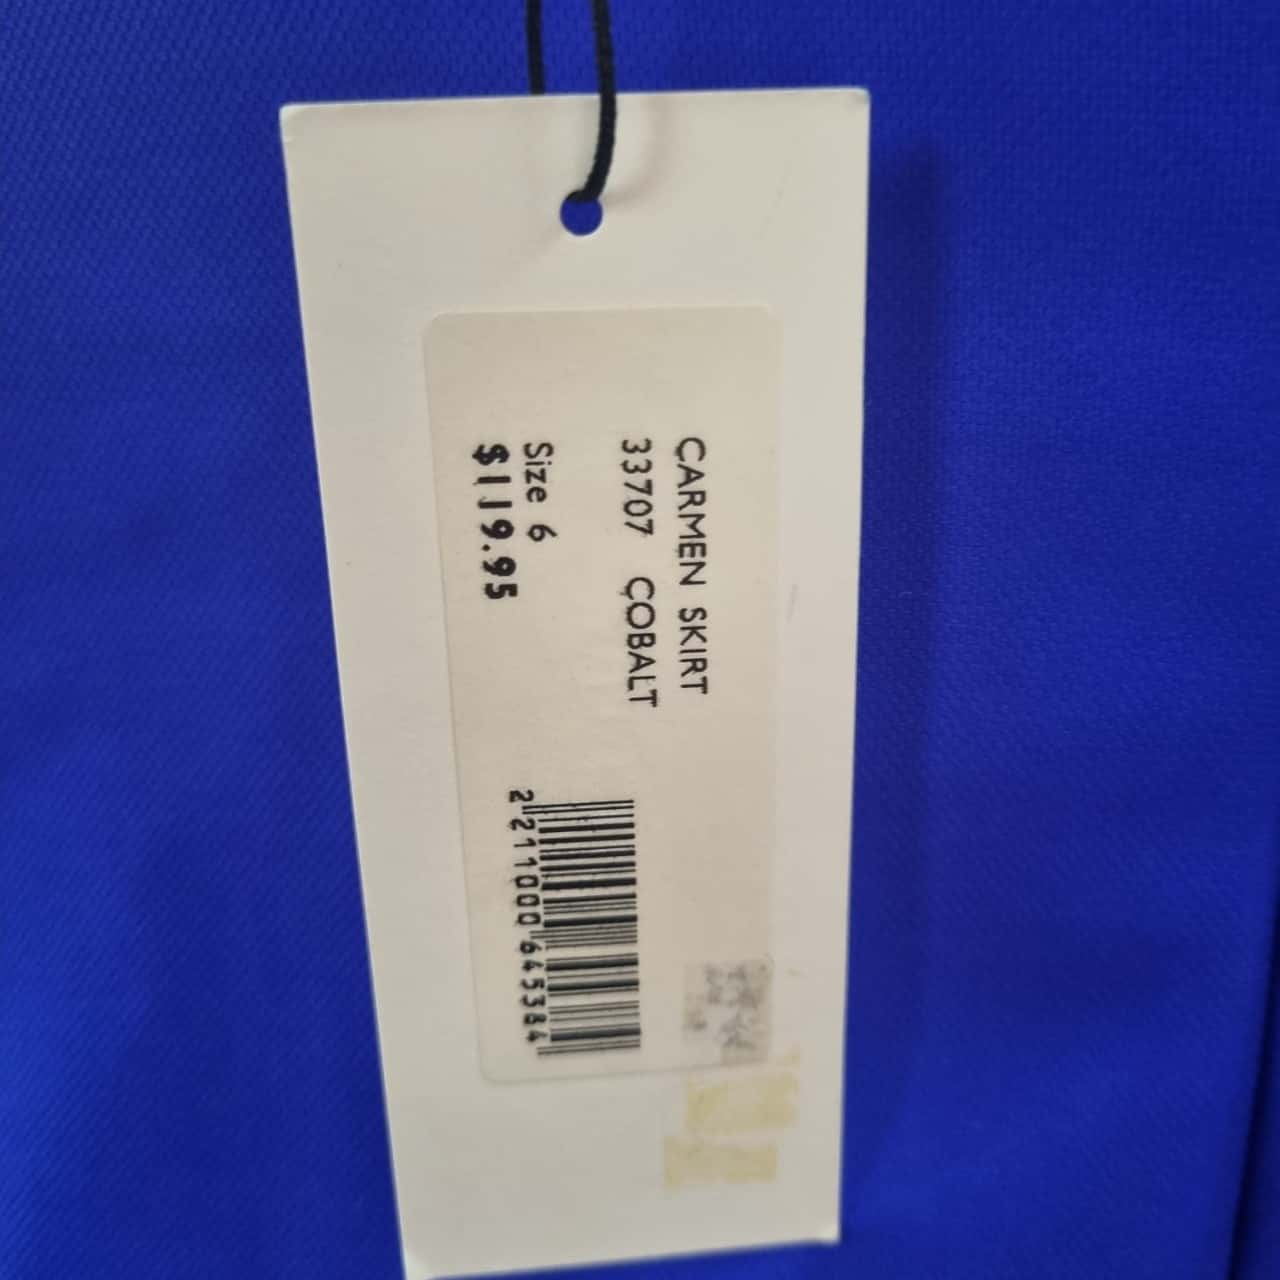 CARMEN SKIRT
33707 COBALT
Size 6
$119.95
2211000645384